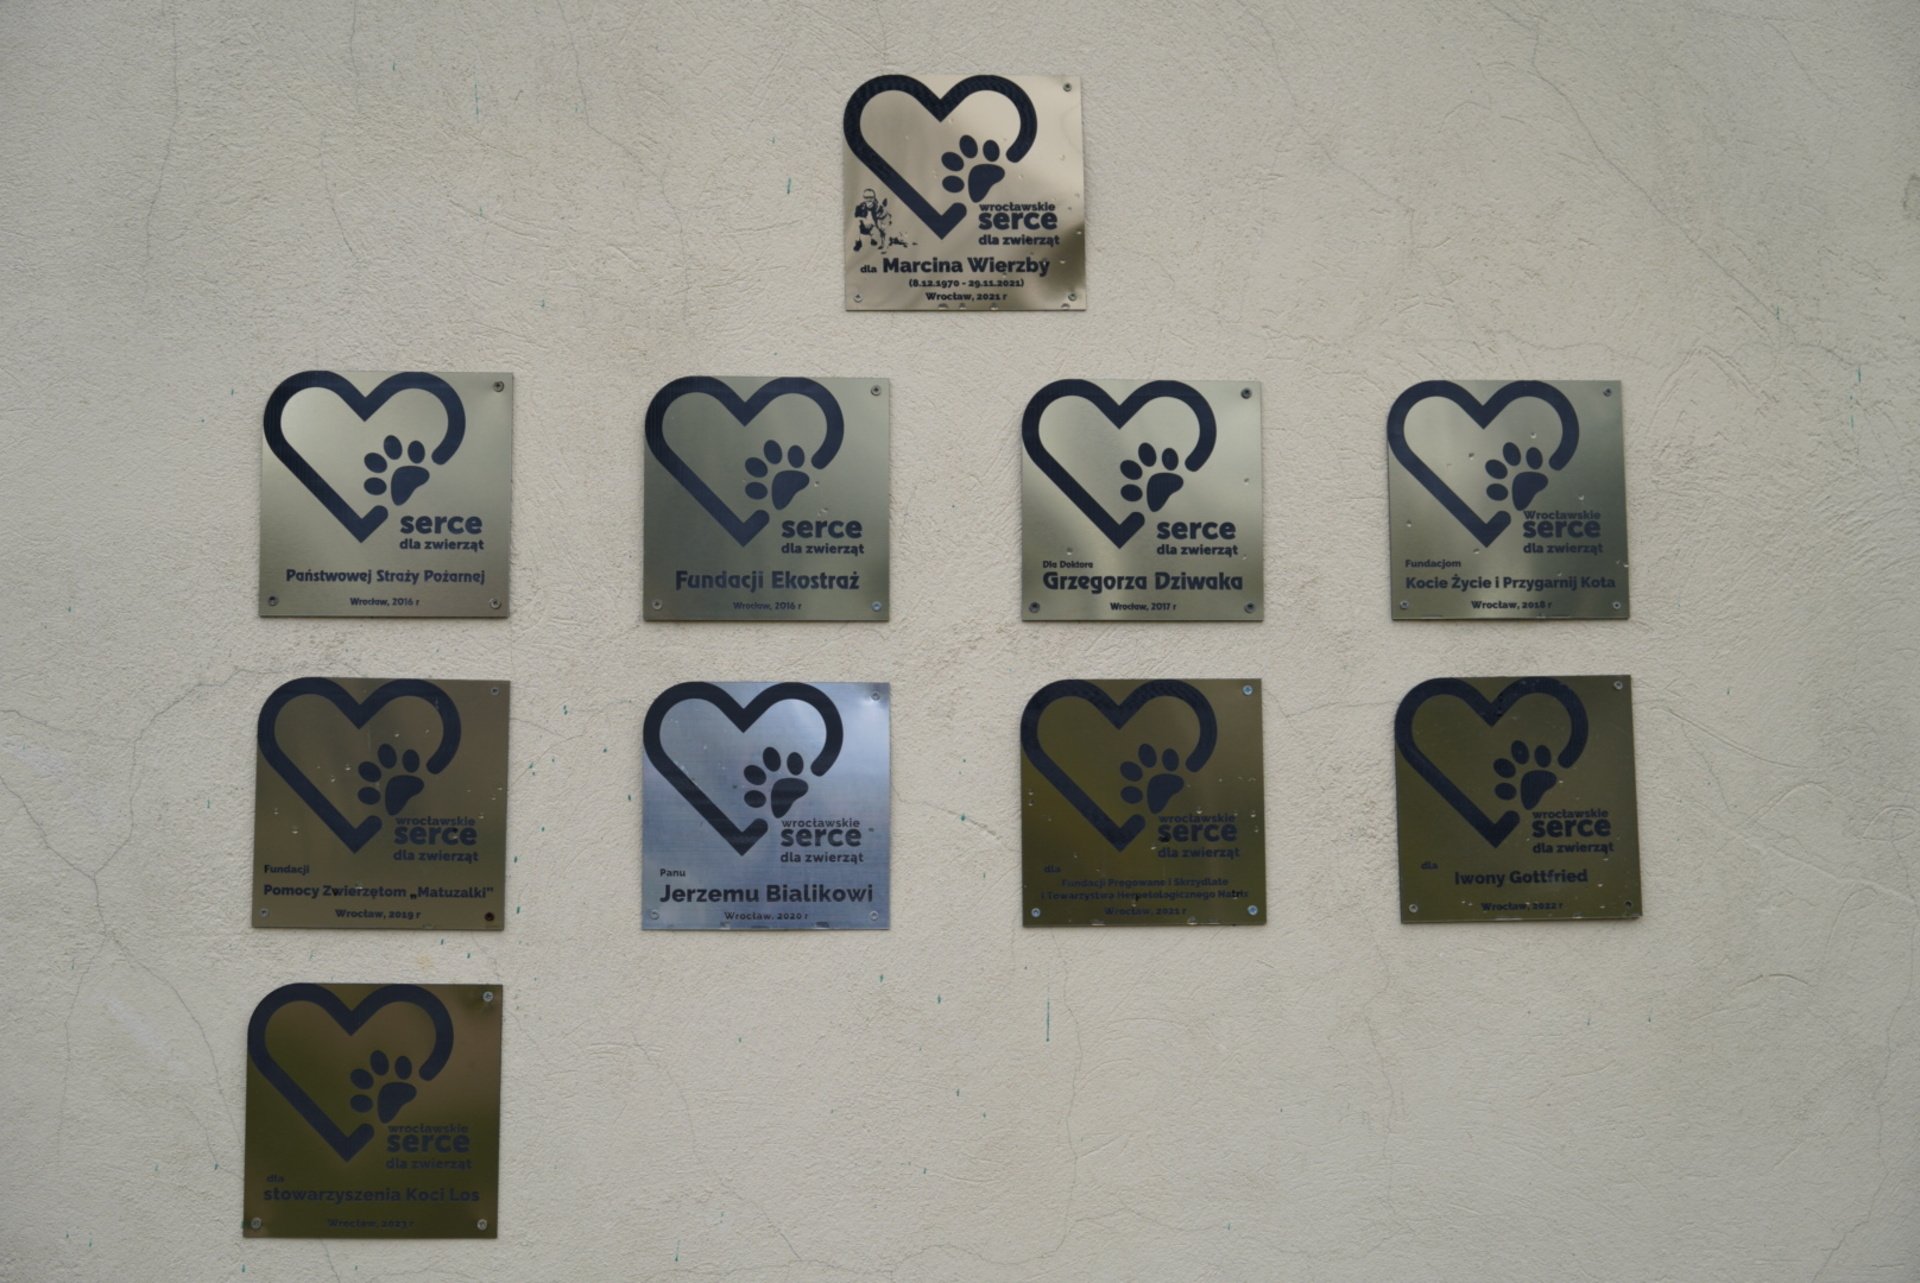 wrocławskie
serce
dla zwierząt
dla Marcina Wierzby
(8.12.1970 - 29.11.2021)
Wrocław, 2021 r
serce
dla zwierząt
Państwowej Straży Pożarnej
Wrocław, 2016 r
serce
dla zwierząt
Fundacji Ekostraż
Wrocław, 2016 r
serce
dla zwierząt
Dla Doktora
Grzegorza Dziwaka
Wrocław, 2017 r
Wrocławskie
serce
dla zwierząt
Fundacjom
Kocie Życie i Przygarnij Kota
Wrocław, 2018 r
wrocławskie
serce
dla zwierząt
Fundacji
Pomocy Zwierzętom „Matuzalki”
Wrocław, 2019 r
wrocławskie
serce
dla zwierząt
Panu
Jerzemu Bialikowi
Wrocław, 2020 r
wrocławskie
serce
dla zwierząt
dla
Fundacji Pregowane i Skrzydlate
i Towarzystwa Herpetologicznego Natrix
Wrocław, 2021 r
wrocławskie
serce
dla zwierząt
dla
Iwony Gottfried
Wrocław, 2022 r
wrocławskie
serce
dla zwierząt
dla
stowarzyszenia Koci Los
Wrocław, 2023 r